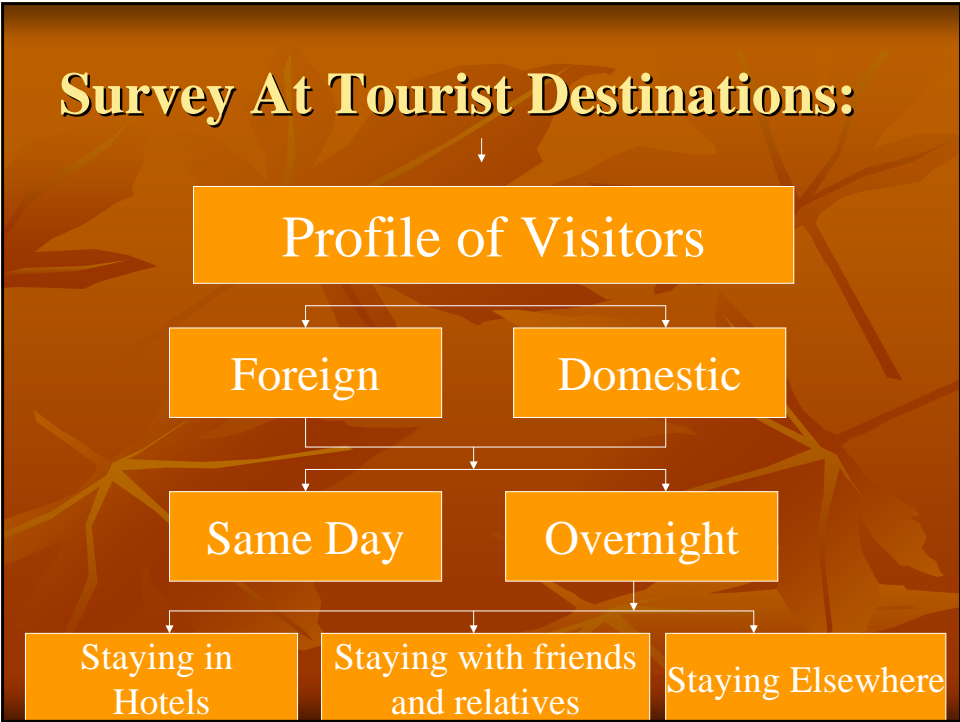 Survey At Tourist Destinations:
Profile of Visitors
Foreign
Domestic
Same Day
Overnight
Staying in
Hotels
Staying with friends
and relatives
Staying Elsewhere